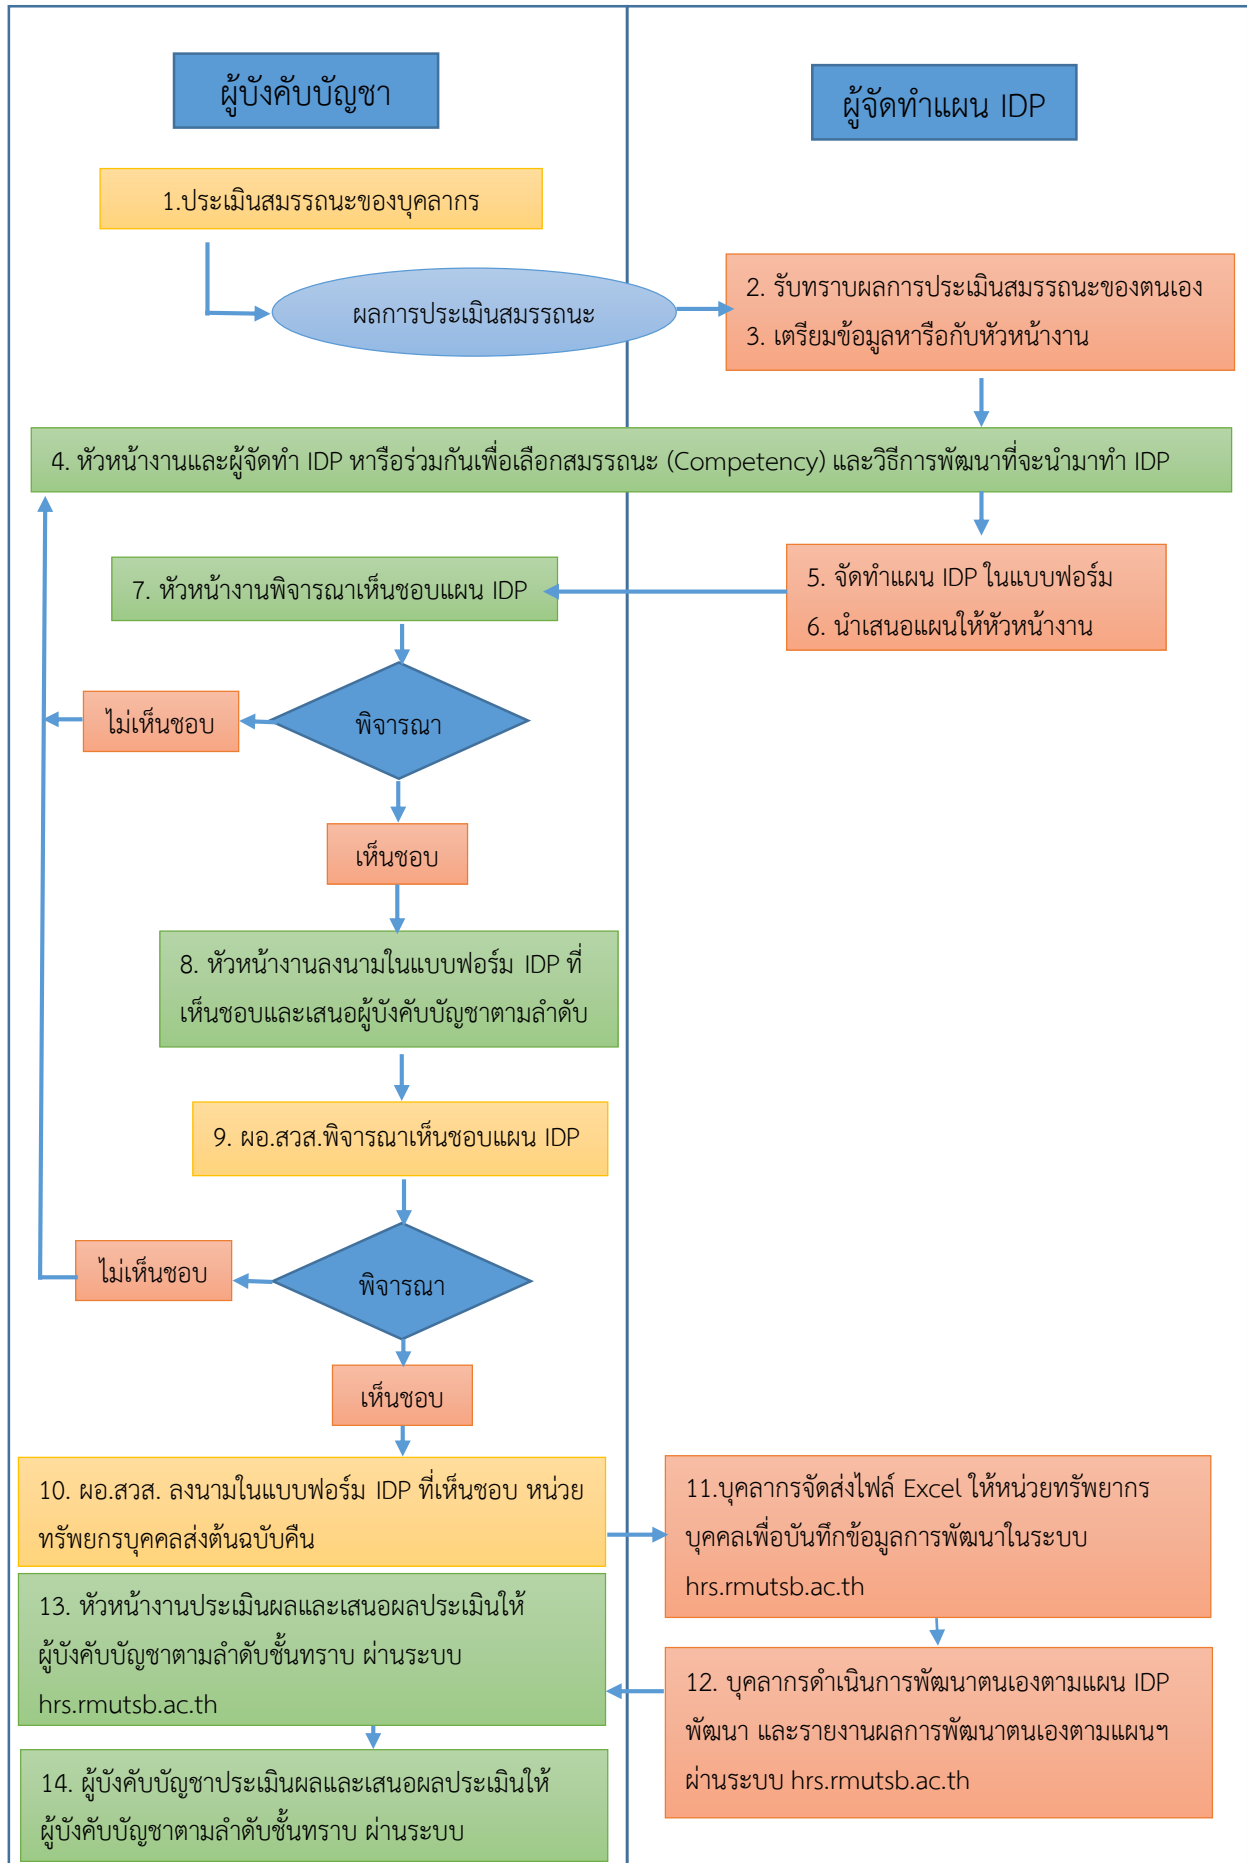 ผู้บังคับบัญชา
ผู้จัดทำแผน IDP
1.ประเมินสมรรถนะของบุคลากร
ผลการประเมินสมรรถนะ
2. รับทราบผลการประเมินสมรรถนะของตนเอง
3. เตรียมข้อมูลหารือกับหัวหน้างาน
4. หัวหน้างานและผู้จัดทำ IDP หารือร่วมกันเพื่อเลือกสมรรถนะ (Competency) และวิธีการพัฒนาที่จะนำมาทำ IDP
5. จัดทำแผน IDP ในแบบฟอร์ม
6. นำเสนอแผนให้หัวหน้างาน
7. หัวหน้างานพิจารณาเห็นชอบแผน IDP
พิจารณา
ไม่เห็นชอบ
เห็นชอบ
8. หัวหน้างานลงนามในแบบฟอร์ม IDP ที่
เห็นชอบและเสนอผู้บังคับบัญชาตามลำดับ
9. ผอ.สวส.พิจารณาเห็นชอบแผน IDP
พิจารณา
ไม่เห็นชอบ
เห็นชอบ
10. ผอ.สวส. ลงนามในแบบฟอร์ม IDP ที่เห็นชอบ หน่วย
ทรัพยกรบุคคลส่งต้นฉบับคืน
11.บุคลากรจัดส่งไฟล์ Excel ให้หน่วยทรัพยากร
บุคคลเพื่อบันทึกข้อมูลการพัฒนาในระบบ
hrs.rmutsb.ac.th
12. บุคลากรดำเนินการพัฒนาตนเองตามแผน IDP
พัฒนา และรายงานผลการพัฒนาตนเองตามแผนฯ
ผ่านระบบ hrs.rmutsb.ac.th
13. หัวหน้างานประเมินผลและเสนอผลประเมินให้
ผู้บังคับบัญชาตามลำดับชั้นทราบ ผ่านระบบ
hrs.rmutsb.ac.th
14. ผู้บังคับบัญชาประเมินผลและเสนอผลประเมินให้
ผู้บังคับบัญชาตามลำดับชั้นทราบ ผ่านระบบ